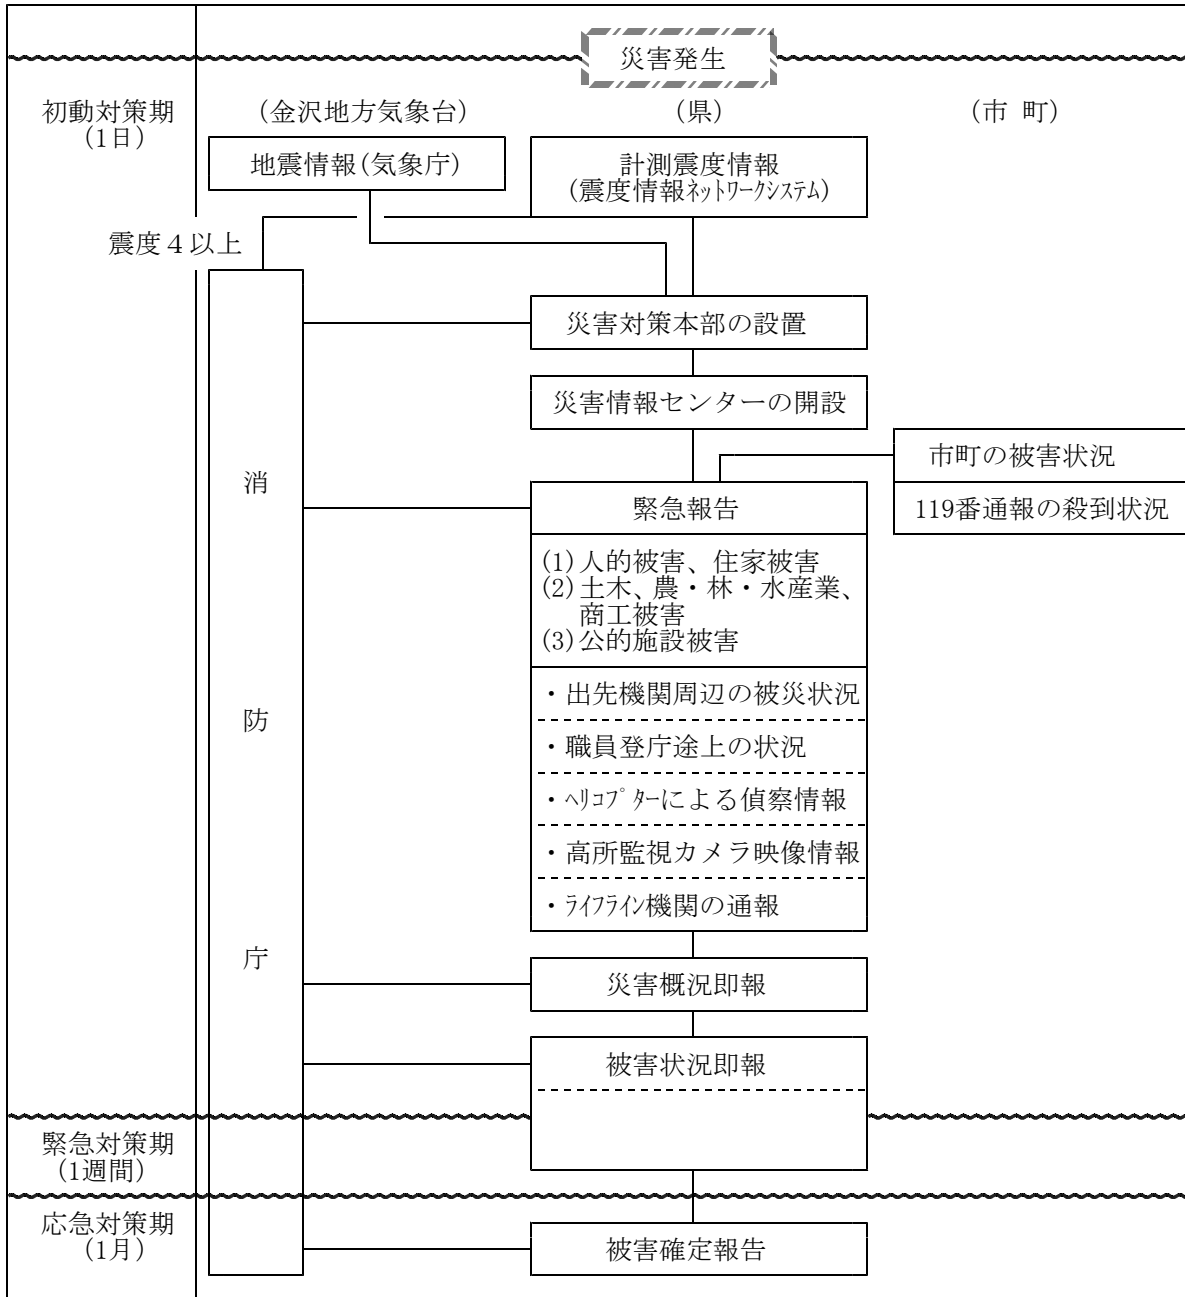 災害発生
初動対策期
(1日)
(金沢地方気象台)
(県)
(市 町)
地震情報(気象庁)
計測震度情報
(震度情報ﾈｯﾄﾜｰｸｼｽﾃﾑ)
震度４以上
災害対策本部の設置
災害情報センターの開設
市町の被害状況
119番通報の殺到状況
消
防
庁
緊急報告
(1)人的被害、住家被害
(2)土木、農・林・水産業、
商工被害
(3)公的施設被害
・出先機関周辺の被災状況
・職員登庁途上の状況
・ﾍﾘｺﾌﾟﾀｰによる偵察情報
・高所監視カメラ映像情報
・ﾗｲﾌﾗｲﾝ機関の通報
災害概況即報
被害状況即報
緊急対策期
(1週間)
応急対策期
(1月)
被害確定報告